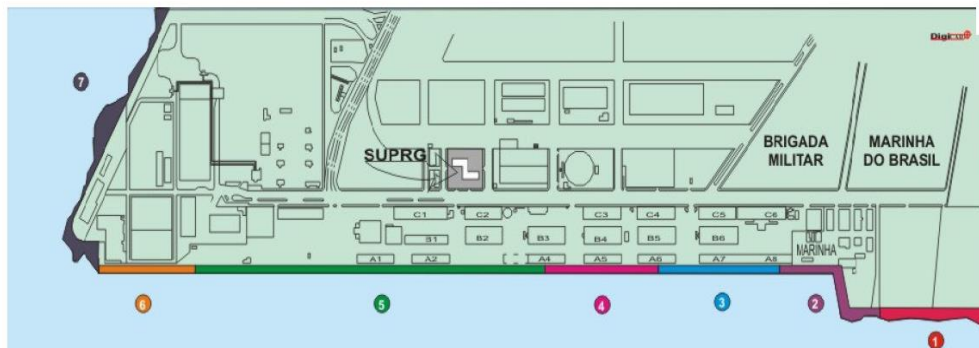 Digi
7
BRIGADA
MILITAR
MARINHA
DO BRASIL
SUPRG
C1
C2
C3
C4
C5
C6
B1
B2
B3
B4
B5
B6
MARINHA
A1
A2
A4
A5
A6
A7
A8
6
5
4
3
2
1